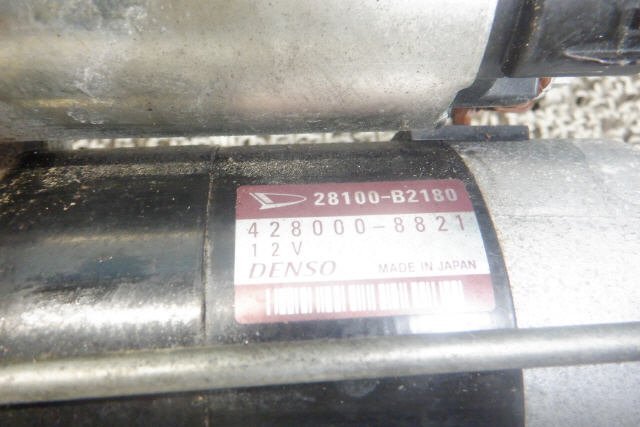 28100-B2180
428000-8821
12V
DENSO MADE IN JAPAN